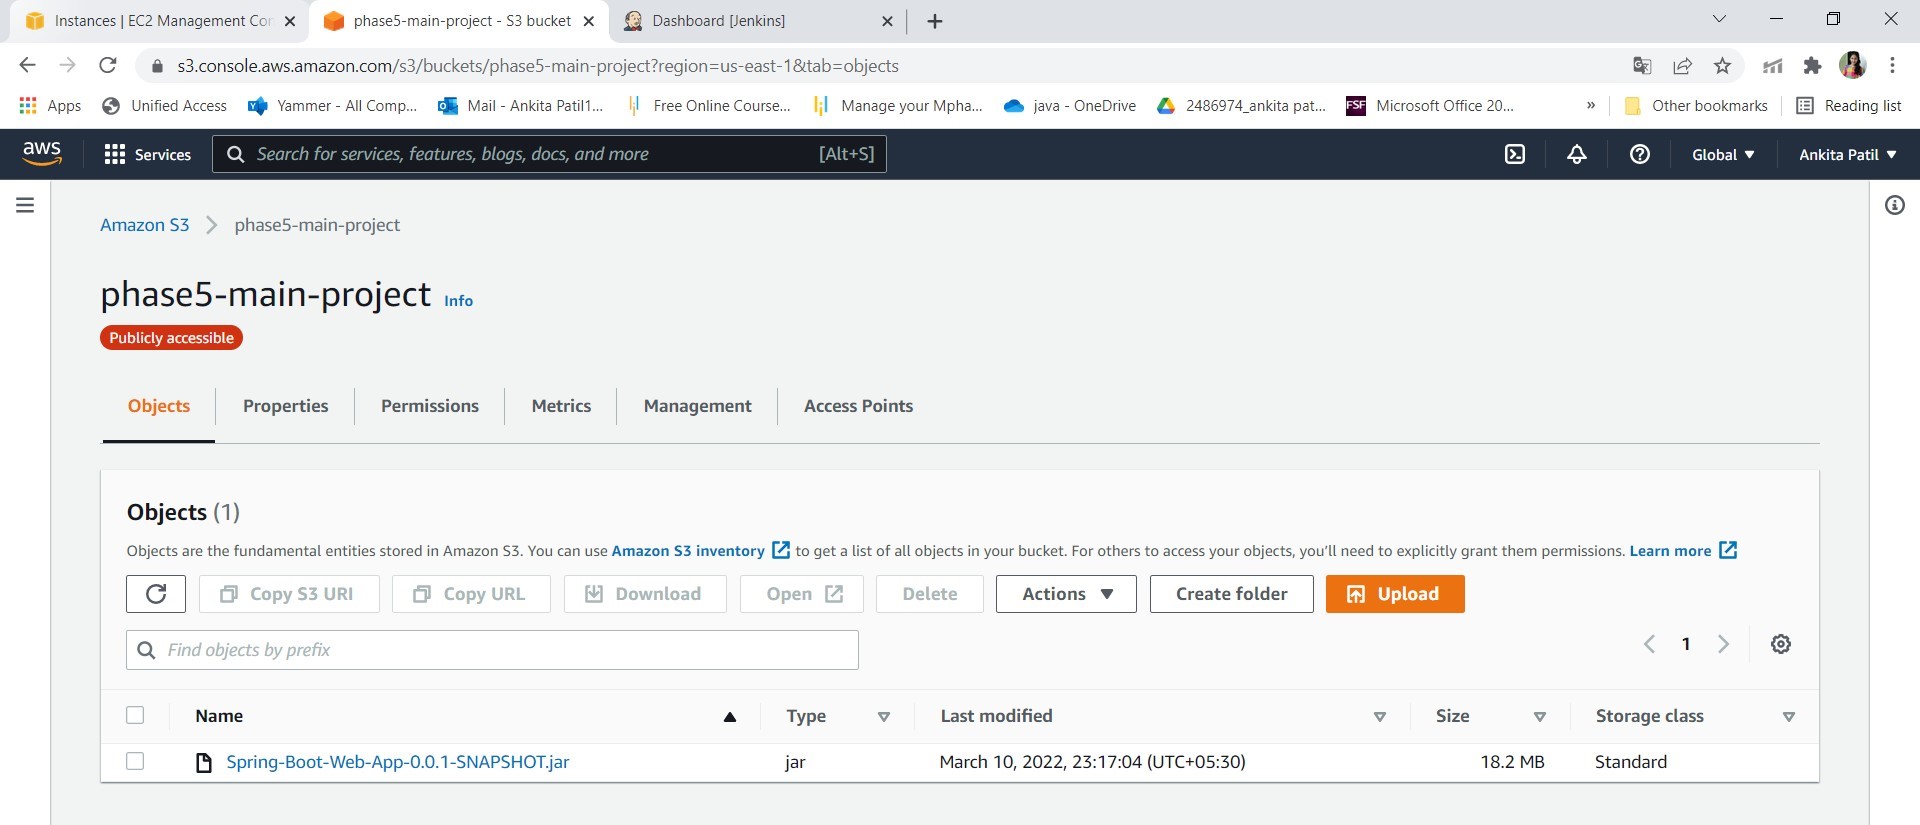 Instances | EC2 Management Con
phase5-main-project - S3 bucket
Dashboard [Jenkins]
s3.console.aws.amazon.com/s3/buckets/phase5-main-project?region=us-east-1&tab=objects
Apps Unified Access Yammer - All Comp... Mail - Ankita Patil1... Free Online Course... Manage your Mpha... java - OneDrive 2486974_ankita pat... FSF Microsoft Office 20... » Other bookmarks Reading list
aws Services Search for services, features, blogs, docs, and more [Alt+S] Global Ankita Patil
Amazon S3 phase5-main-project
phase5-main-project Info
Publicly accessible
Objects Properties Permissions Metrics Management Access Points
Objects (1)
Objects are the fundamental entities stored in Amazon S3. You can use Amazon S3 inventory to get a list of all objects in your bucket. For others to access your objects, you'll need to explicitly grant them permissions. Learn more
Copy S3 URI Copy URL Download Open Delete Actions Create folder Upload
Find objects by prefix 1
Name Type Last modified Size Storage class
Spring-Boot-Web-App-0.0.1-SNAPSHOT.jar jar March 10, 2022, 23:17:04 (UTC+05:30) 18.2 MB Standard